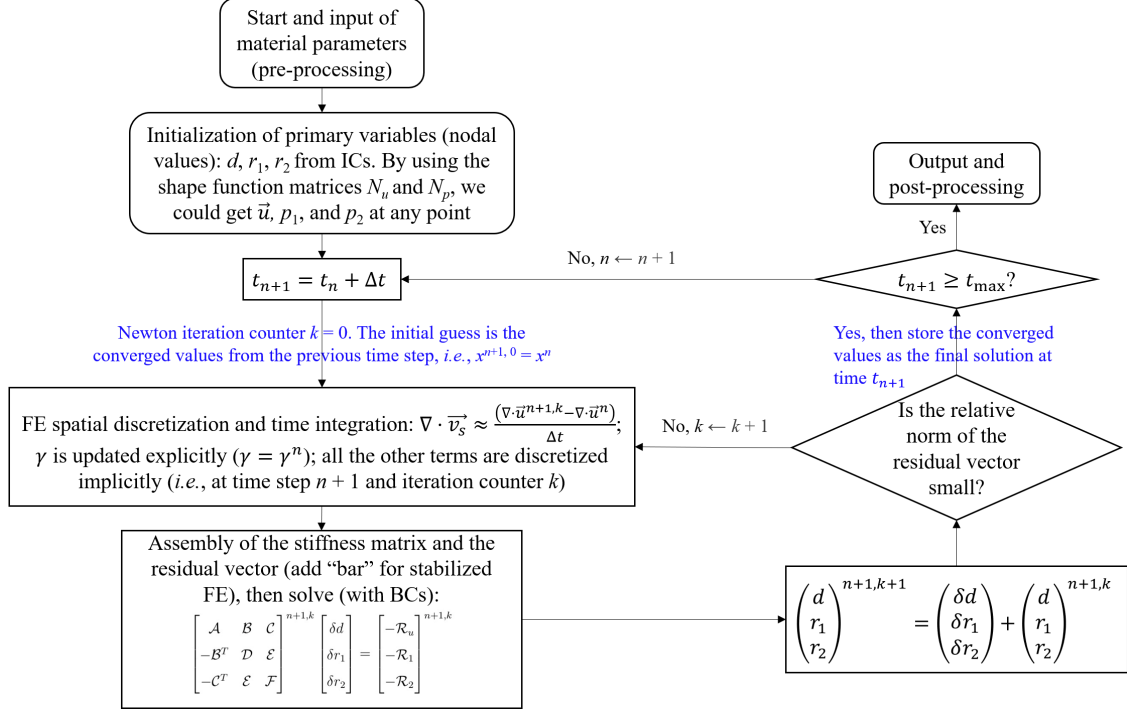 Start and input of
material parameters
(pre-processing)
Initialization of primary variables (nodal
values): d, r₁, r₂ from ICs. By using the
shape function matrices Nᵤ and Nₚ, we
could get u⃗, p₁, and p₂ at any point
tₙ₊₁ = tₙ + Δt
Newton iteration counter k = 0. The initial guess is the
converged values from the previous time step, i.e., xⁿ⁺¹, ⁰ = xⁿ
FE spatial discretization and time integration: ∇ · v⃗ₛ ≈ (∇·u⃗ⁿ⁺¹,ᵏ−∇·u⃗ⁿ)/Δt;
γ is updated explicitly (γ = γⁿ); all the other terms are discretized
implicitly (i.e., at time step n + 1 and iteration counter k)
Assembly of the stiffness matrix and the
residual vector (add “bar” for stabilized
FE), then solve (with BCs):
[𝒜 ℬ 𝒞]ⁿ⁺¹,ᵏ [δd] [−ℛᵤ]ⁿ⁺¹,ᵏ
[−ℬᵀ 𝒟 ℰ] [δr₁] = [−ℛ₁]
[−𝒞ᵀ ℰ ℱ] [δr₂] [−ℛ₂]
(d)ⁿ⁺¹,ᵏ⁺¹ (δd) (d)ⁿ⁺¹,ᵏ
(r₁) = (δr₁) + (r₁)
(r₂) (δr₂) (r₂)
Is the relative
norm of the
residual vector
small?
No, k ← k + 1
Yes, then store the converged
values as the final solution at
time tₙ₊₁
tₙ₊₁ ≥ tmax?
No, n ← n + 1
Yes
Output and
post-processing